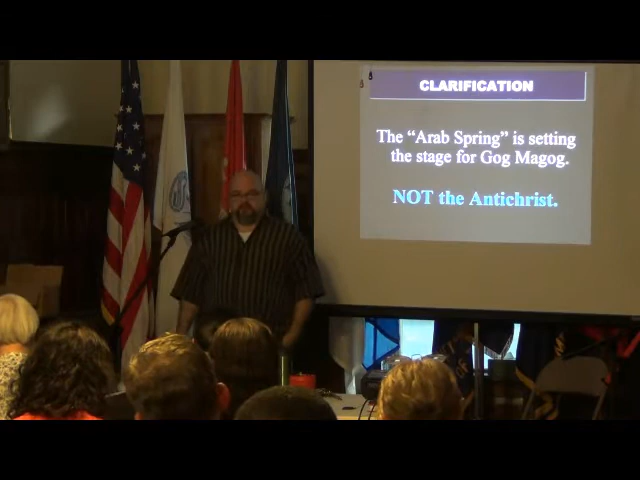 CLARIFICATION
The “Arab Spring” is setting
the stage for Gog Magog.
NOT the Antichrist.